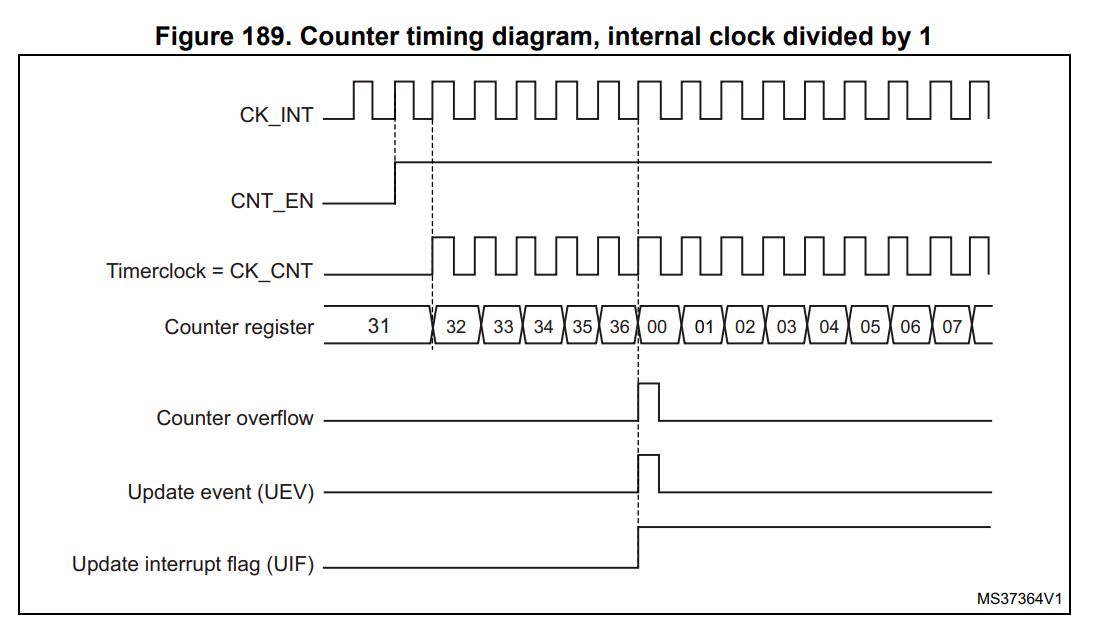 Figure 189. Counter timing diagram, internal clock divided by 1
CK_INT
CNT_EN
Timerclock = CK_CNT
Counter register 31 32 33 34 35 36 00 01 02 03 04 05 06 07
Counter overflow
Update event (UEV)
Update interrupt flag (UIF)
MS37364V1